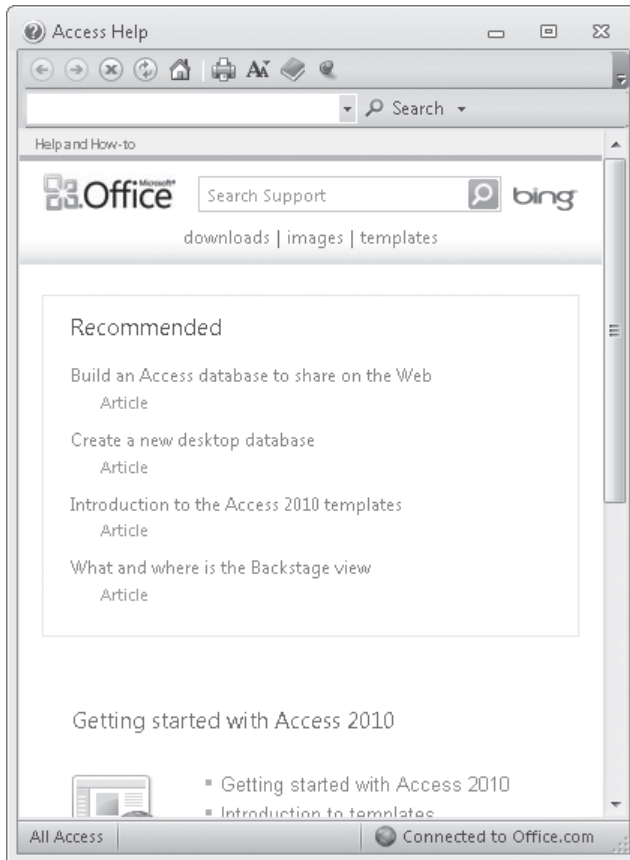 Access Help
Search
Help and How-to
Microsoft®
Office
Search Support
bing
downloads | images | templates
Recommended
Build an Access database to share on the Web
Article
Create a new desktop database
Article
Introduction to the Access 2010 templates
Article
What and where is the Backstage view
Article
Getting started with Access 2010
Getting started with Access 2010
Introduction to templates
All Access
Connected to Office.com